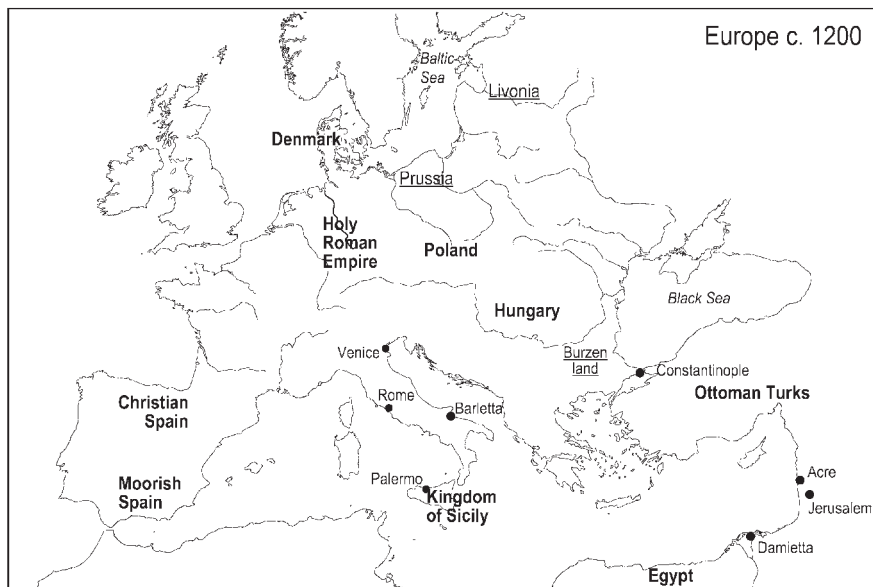 Europe c. 1200
Baltic
Sea
Livonia
Denmark
Prussia
Holy
Roman
Empire
Poland
Hungary
Black Sea
Venice
Burzen
land
Constantinople
Ottoman Turks
Rome
Barletta
Christian
Spain
Palermo
Kingdom
of Sicily
Moorish
Spain
Acre
Jerusalem
Damietta
Egypt